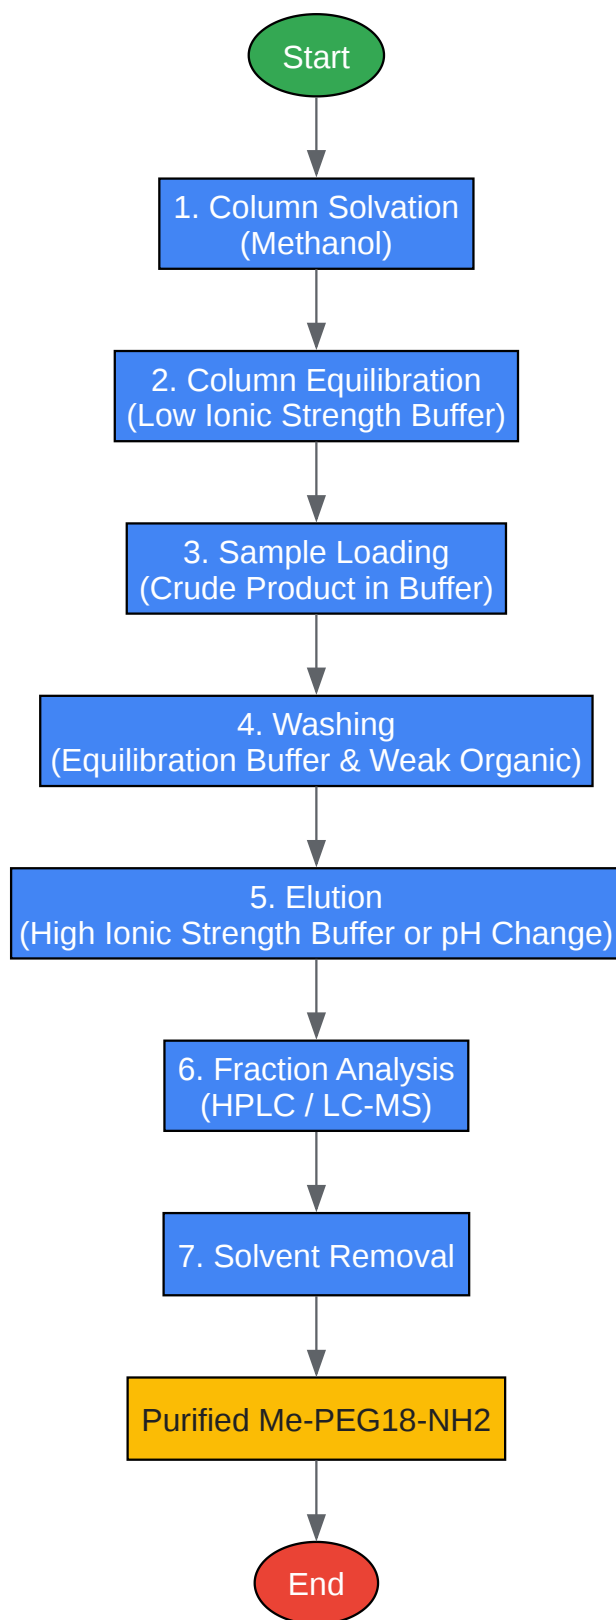 Start
1. Column Solvation
(Methanol)
2. Column Equilibration
(Low Ionic Strength Buffer)
3. Sample Loading
(Crude Product in Buffer)
4. Washing
(Equilibration Buffer & Weak Organic)
5. Elution
(High Ionic Strength Buffer or pH Change)
6. Fraction Analysis
(HPLC / LC-MS)
7. Solvent Removal
Purified Me-PEG18-NH2
End